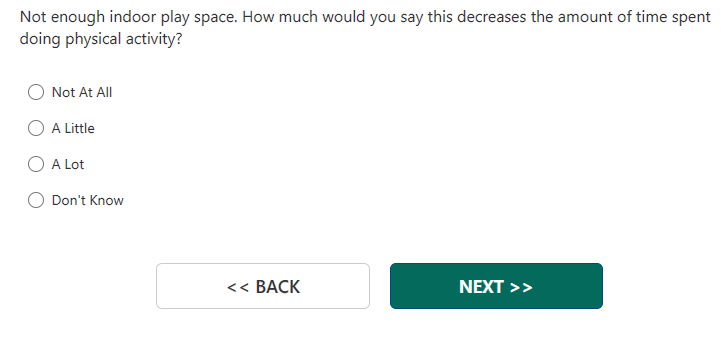 Not enough indoor play space. How much would you say this decreases the amount of time spent
doing physical activity?
Not At All
A Little
A Lot
Don't Know
<< BACK
NEXT >>